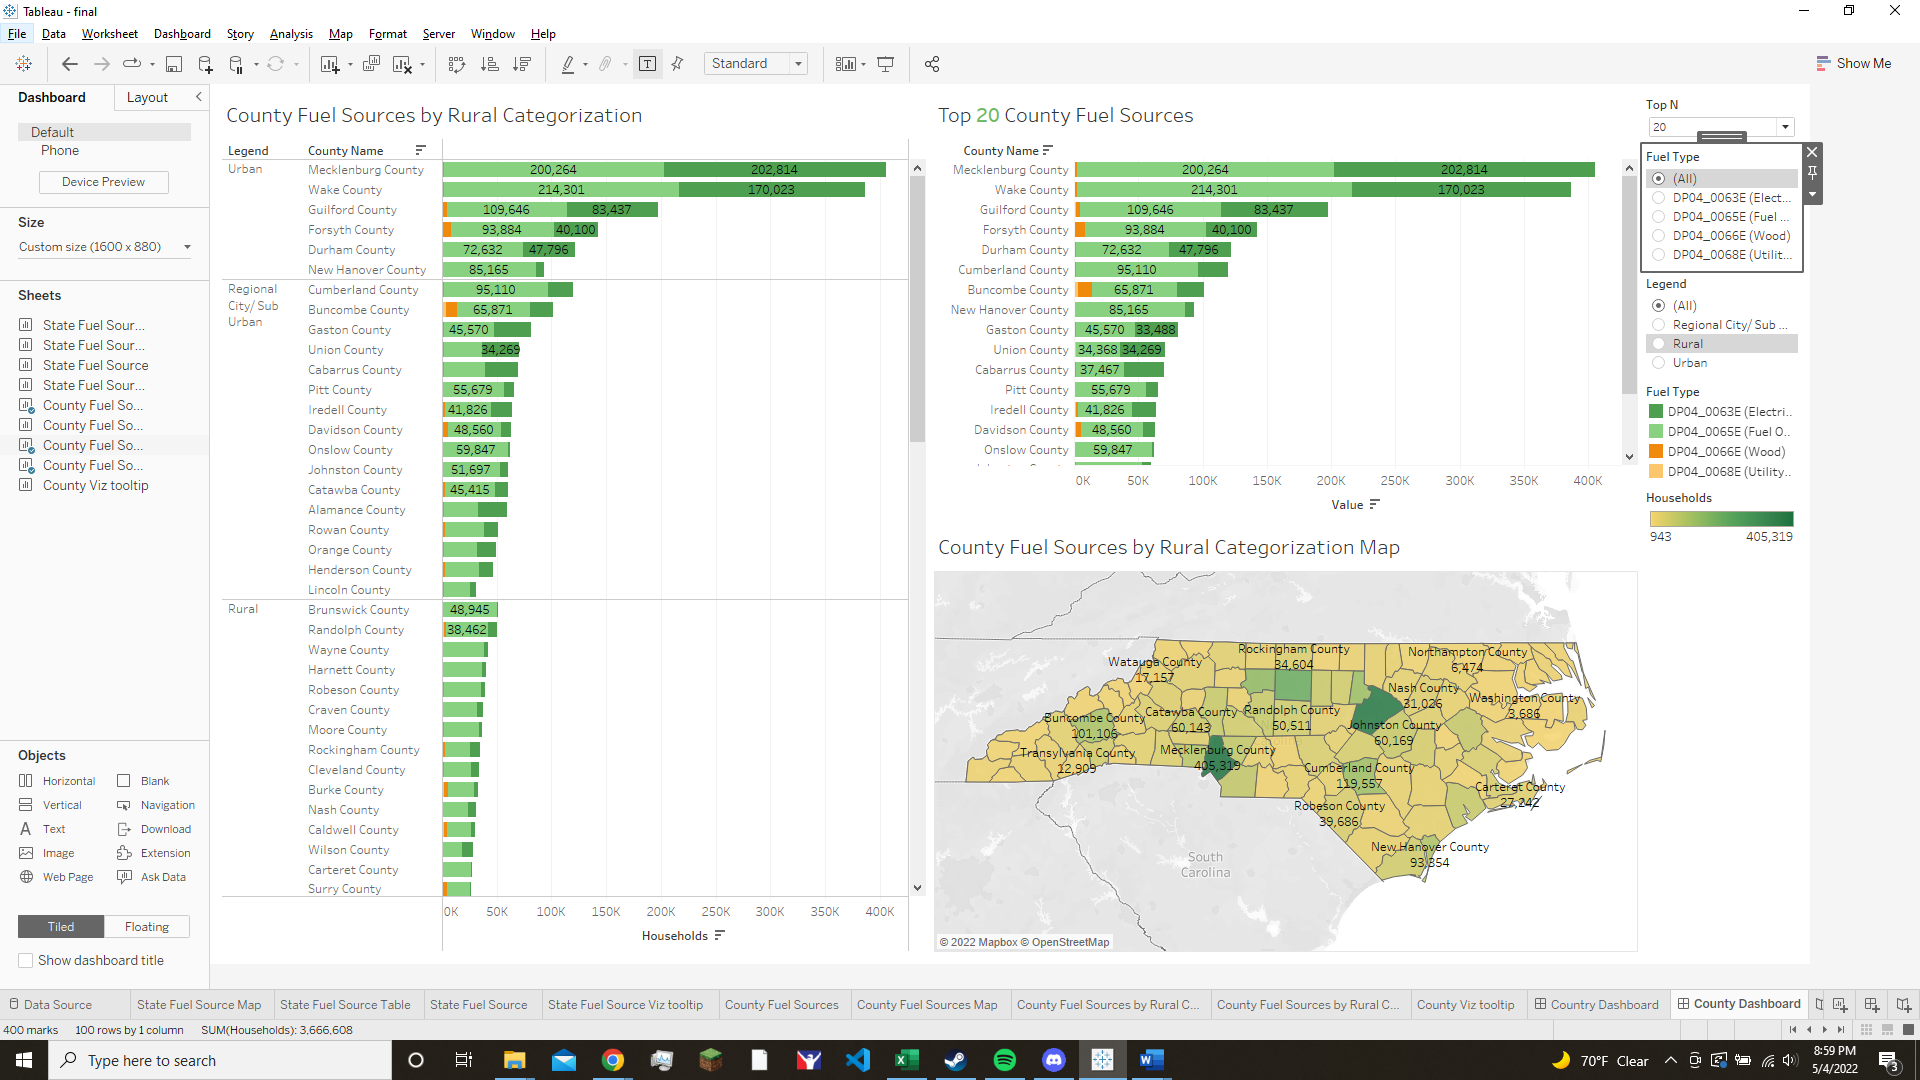 Tableau - final
File Data Worksheet Dashboard Story Analysis Map Format Server Window Help
Standard
Show Me
Dashboard Layout
Default
Phone
Device Preview
Size
Custom size (1600 x 880)
Sheets
State Fuel Sour...
State Fuel Sour...
State Fuel Source
State Fuel Sour...
County Fuel So...
County Fuel So...
County Fuel So...
County Fuel So...
County Viz tooltip
Objects
Horizontal Blank
Vertical Navigation
Text Download
Image Extension
Web Page Ask Data
Tiled Floating
Show dashboard title
County Fuel Sources by Rural Categorization
Legend County Name
Urban Mecklenburg County 200,264 202,814
Wake County 214,301 170,023
Guilford County 109,646 83,437
Forsyth County 93,884 40,100
Durham County 72,632 47,796
New Hanover County 85,165
Regional Cumberland County 95,110
City/ Sub Buncombe County 65,871
Urban
Gaston County 45,570
Union County 34,269
Cabarrus County
Pitt County 55,679
Iredell County 41,826
Davidson County 48,560
Onslow County 59,847
Johnston County 51,697
Catawba County 45,415
Alamance County
Rowan County
Orange County
Henderson County
Lincoln County
Rural Brunswick County 48,945
Randolph County 38,462
Wayne County
Harnett County
Robeson County
Craven County
Moore County
Rockingham County
Cleveland County
Burke County
Nash County
Caldwell County
Wilson County
Carteret County
Surry County
0K 50K 100K 150K 200K 250K 300K 350K 400K
Households
Top 20 County Fuel Sources
County Name
Mecklenburg County 200,264 202,814
Wake County 214,301 170,023
Guilford County 109,646 83,437
Forsyth County 93,884 40,100
Durham County 72,632 47,796
Cumberland County 95,110
Buncombe County 65,871
New Hanover County 85,165
Gaston County 45,570 33,488
Union County 34,368 34,269
Cabarrus County 37,467
Pitt County 55,679
Iredell County 41,826
Davidson County 48,560
Onslow County 59,847
0K 50K 100K 150K 200K 250K 300K 350K 400K
Value
County Fuel Sources by Rural Categorization Map
Rockingham County
34,604
Northampton County
6,474
Watauga County
17,157
Nash County
31,026
Washington County
3,686
Buncombe County
101,106
Catawba County
60,143
Randolph County
50,511
Johnston County
60,169
Transylvania County
12,909
Mecklenburg County
405,319
Cumberland County
119,557
Carteret County
27,242
Robeson County
39,686
New Hanover County
93,354
South
Carolina
© 2022 Mapbox © OpenStreetMap
Top N
20
Fuel Type
(All)
DP04_0063E (Elect...
DP04_0065E (Fuel ...
DP04_0066E (Wood)
DP04_0068E (Utilit...
Legend
(All)
Regional City/ Sub ...
Rural
Urban
Fuel Type
DP04_0063E (Electri..
DP04_0065E (Fuel O..
DP04_0066E (Wood)
DP04_0068E (Utility..
Households
943 405,319
Data Source State Fuel Source Map State Fuel Source Table State Fuel Source State Fuel Source Viz tooltip County Fuel Sources County Fuel Sources Map County Fuel Sources by Rural C... County Fuel Sources by Rural C... County Viz tooltip Country Dashboard County Dashboard
400 marks 100 rows by 1 column SUM(Households): 3,666,608
Type here to search
70°F Clear
8:59 PM
5/4/2022
3